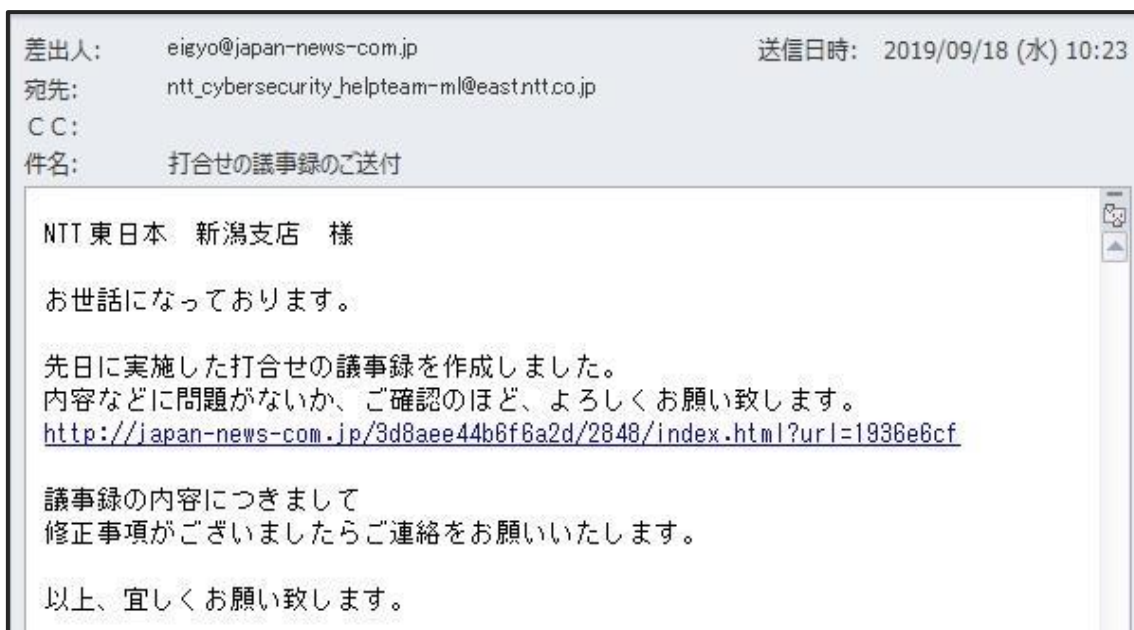 差出人: eigyo@japan-news-com.jp 送信日時: 2019/09/18 (水) 10:23
宛先: ntt_cybersecurity_helpteam-ml@east.ntt.co.jp
CC:
件名: 打合せの議事録のご送付
NTT東日本 新潟支店 様
お世話になっております。
先日に実施した打合せの議事録を作成しました。
内容などに問題がないか、ご確認のほど、よろしくお願い致します。
http://japan-news-com.jp/3d8aee44b6f6a2d/2848/index.html?url=1936e6cf
議事録の内容につきまして
修正事項がございましたらご連絡をお願いいたします。
以上、宜しくお願い致します。